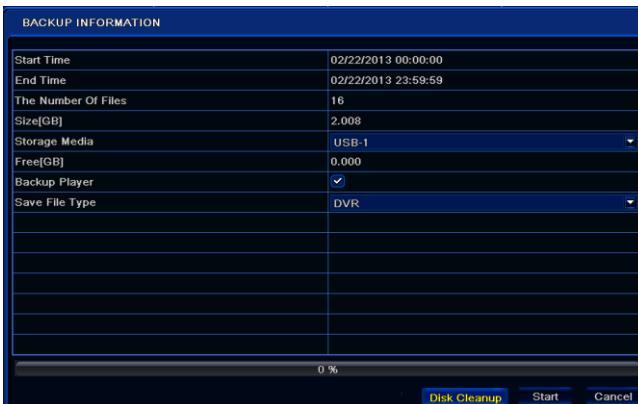 BACKUP INFORMATION
Start Time 02/22/2013 00:00:00
End Time 02/22/2013 23:59:59
The Number Of Files 16
Size[GB] 2.008
Storage Media USB-1
Free[GB] 0.000
Backup Player
Save File Type DVR
0 %
Disk Cleanup Start Cancel